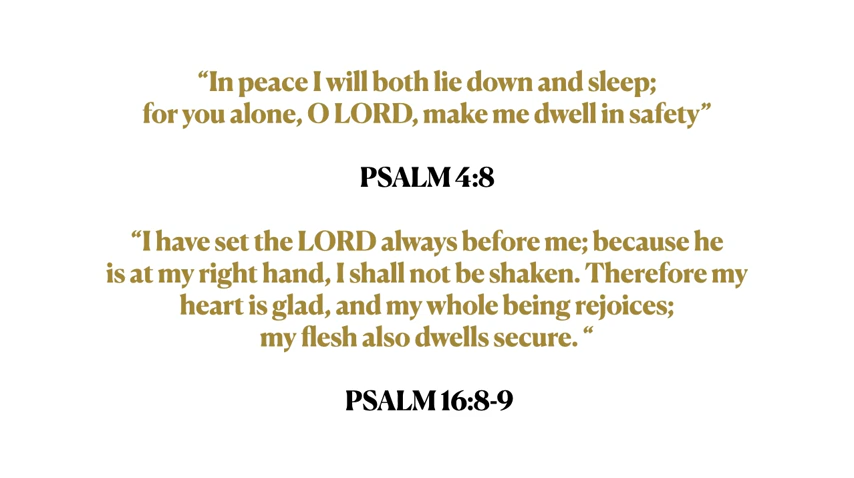 “In peace I will both lie down and sleep;
for you alone, O LORD, make me dwell in safety”
PSALM 4:8
“I have set the LORD always before me; because he
is at my right hand, I shall not be shaken. Therefore my
heart is glad, and my whole being rejoices;
my flesh also dwells secure. “
PSALM 16:8-9